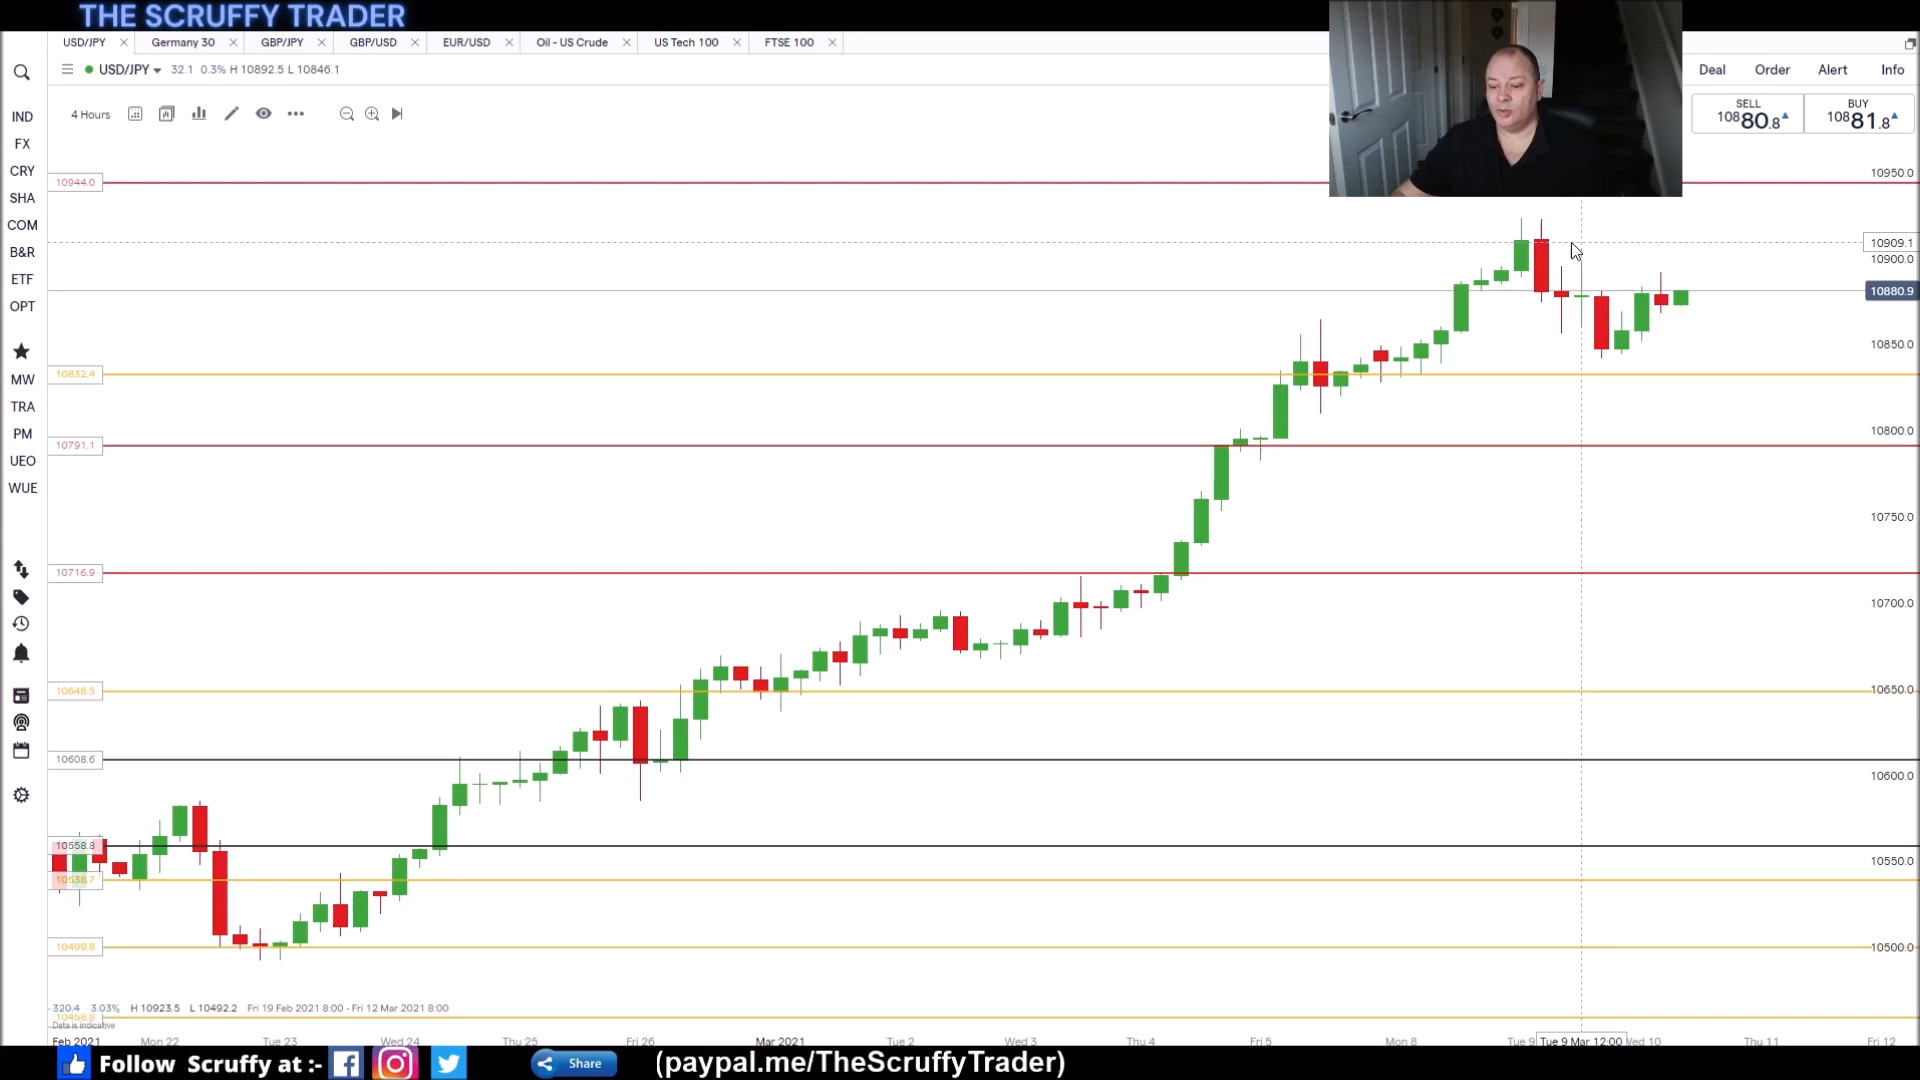 THE SCRUFFY TRADER
USD/JPY
Germany 30
GBP/JPY
GBP/USD
EUR/USD
Oil - US Crude
US Tech 100
FTSE 100
USD/JPY 32.1 0.3% H 10892.5 L 10846.1
Deal Order Alert Info
4 Hours
SELL
10880.8
BUY
10881.8
IND
FX
CRY
SHA
COM
B&R
ETF
OPT
MW
TRA
PM
UEO
WUE
10944.0
10832.4
10791.1
10716.9
10648.5
10608.6
10558.8
10538.7
10499.8
10458.8
10950.0
10909.1
10900.0
10880.9
10850.0
10800.0
10750.0
10700.0
10650.0
10600.0
10550.0
10500.0
-320.4 3.03% H 10923.5 L 10492.2 Fri 19 Feb 2021 8:00 - Fri 12 Mar 2021 8:00
Data is indicative
Feb 2021 Mon 22 Tue 23 Wed 24 Thu 25 Fri 26 Mar 2021 Tue 2 Wed 3 Thu 4 Fri 5 Mon 8 Tue 9 Tue 9 Mar 12:00 Wed 10 Thu 11 Fri 12
Follow Scruffy at :- Share (paypal.me/TheScruffyTrader)